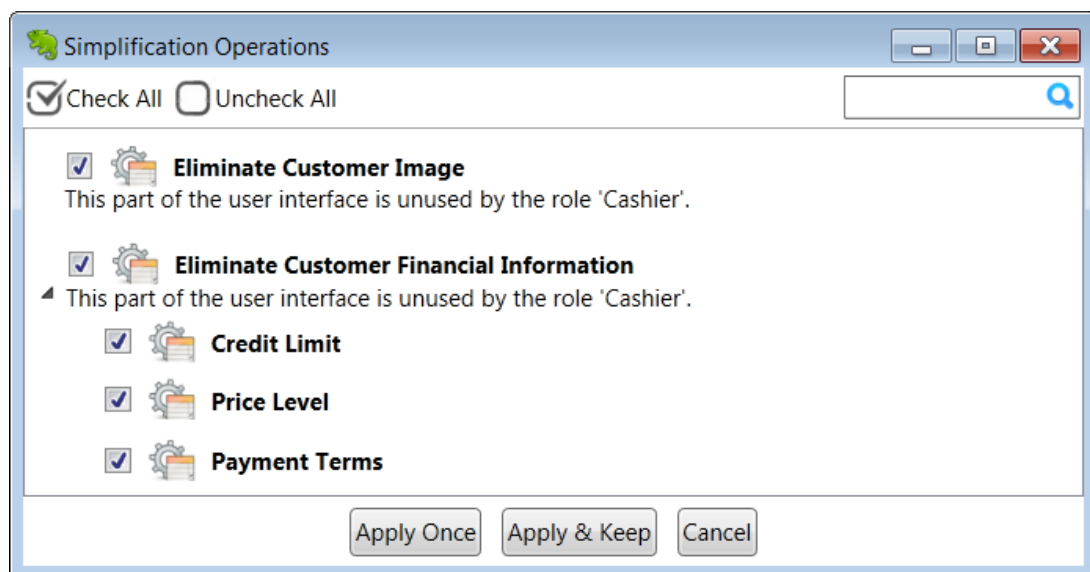 Simplification Operations
Check All Uncheck All
Eliminate Customer Image
This part of the user interface is unused by the role 'Cashier'.
Eliminate Customer Financial Information
This part of the user interface is unused by the role 'Cashier'.
Credit Limit
Price Level
Payment Terms
Apply Once Apply & Keep Cancel